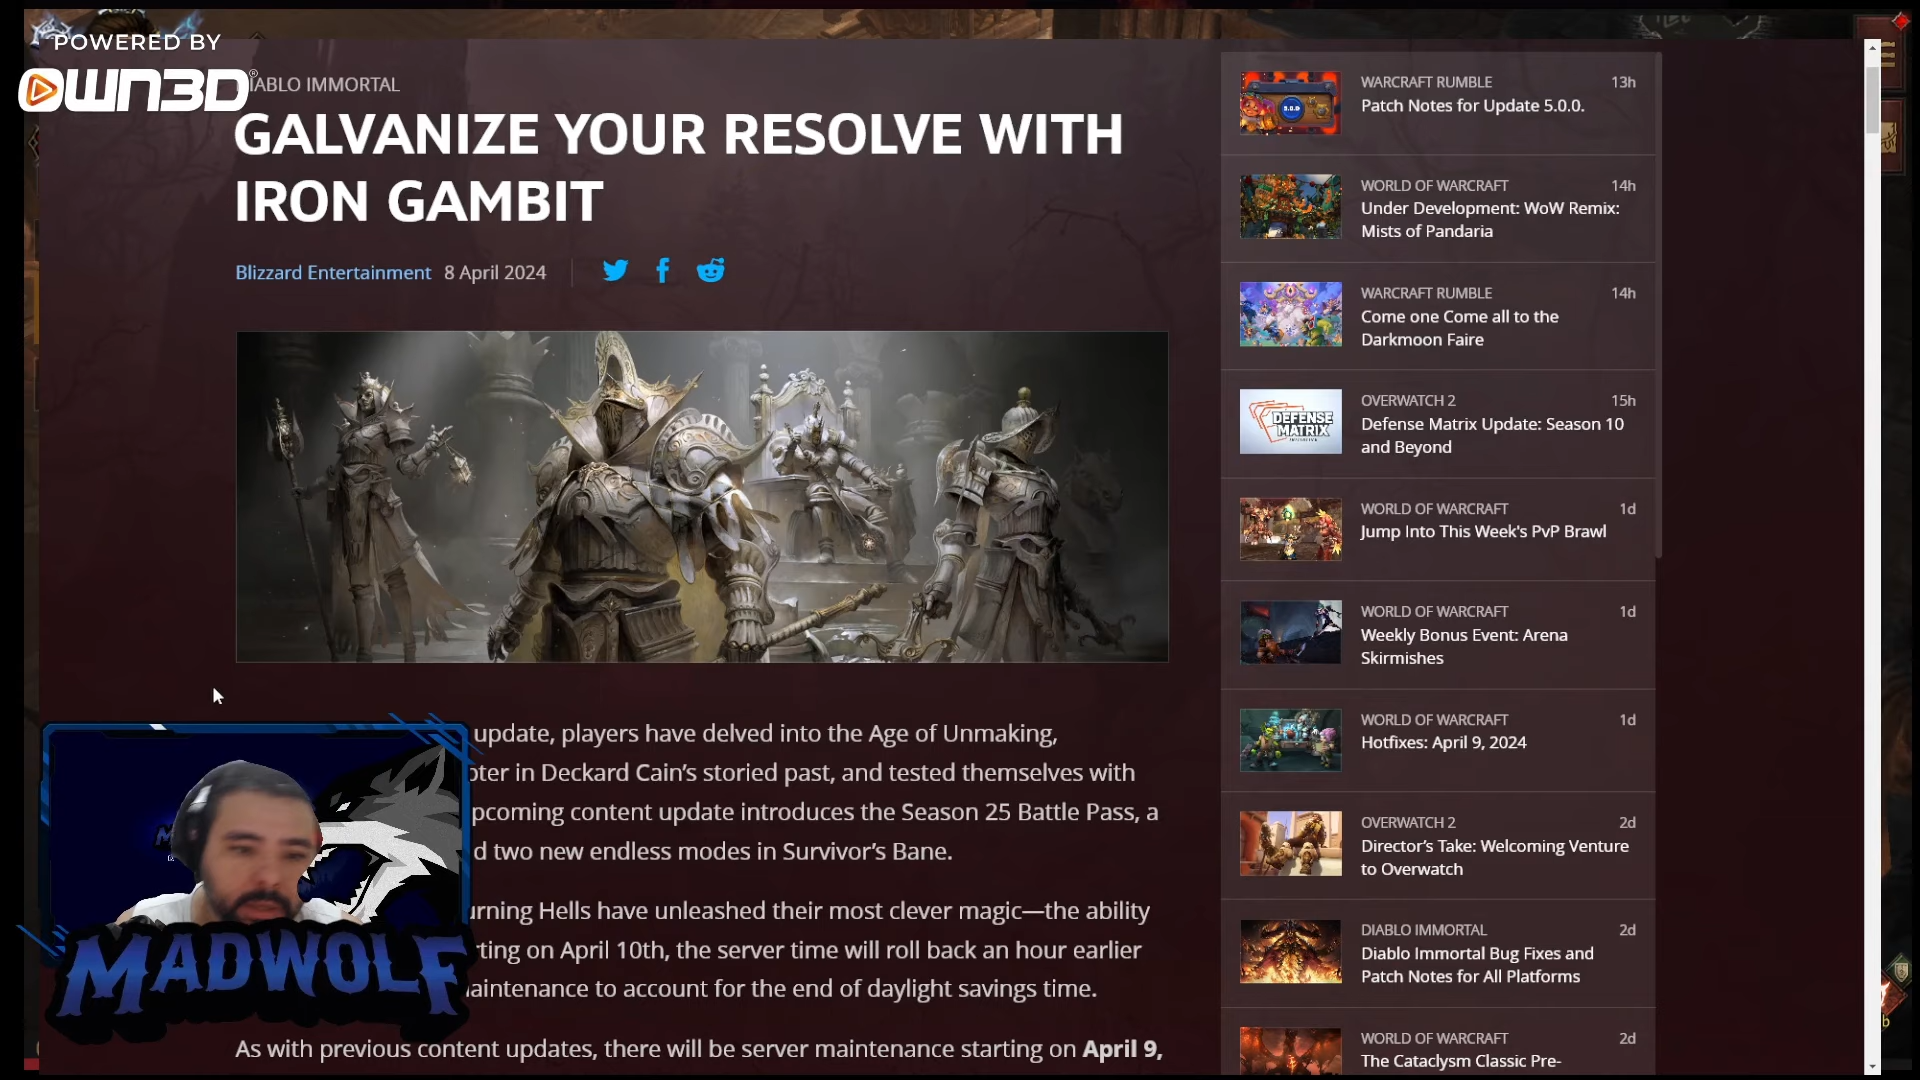 POWERED BY
OWN3D
DIABLO IMMORTAL
GALVANIZE YOUR RESOLVE WITH
IRON GAMBIT
Blizzard Entertainment 8 April 2024
update, players have delved into the Age of Unmaking,
in Deckard Cain’s storied past, and tested themselves with
content update introduces the Season 25 Battle Pass, a
two new endless modes in Survivor’s Bane.
Hells have unleashed their most clever magic—the ability
on April 10th, the server time will roll back an hour earlier
to account for the end of daylight savings time.
As with previous content updates, there will be server maintenance starting on April 9,
MADWOLF
WARCRAFT RUMBLE 13h
Patch Notes for Update 5.0.0.
WORLD OF WARCRAFT 14h
Under Development: WoW Remix:
Mists of Pandaria
WARCRAFT RUMBLE 14h
Come one Come all to the
Darkmoon Faire
DEFENSE
MATRIX
OVERWATCH 2 15h
Defense Matrix Update: Season 10
and Beyond
WORLD OF WARCRAFT 1d
Jump Into This Week's PvP Brawl
WORLD OF WARCRAFT 1d
Weekly Bonus Event: Arena
Skirmishes
WORLD OF WARCRAFT 1d
Hotfixes: April 9, 2024
OVERWATCH 2 2d
Director’s Take: Welcoming Venture
to Overwatch
DIABLO IMMORTAL 2d
Diablo Immortal Bug Fixes and
Patch Notes for All Platforms
WORLD OF WARCRAFT 2d
The Cataclysm Classic Pre-